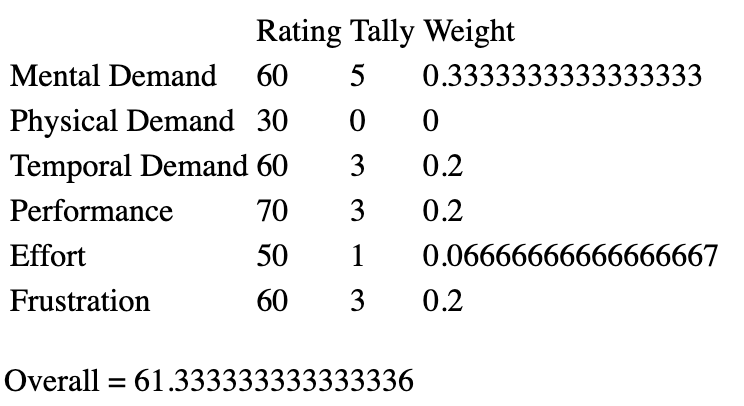 Rating Tally Weight
Mental Demand 60 5 0.3333333333333333
Physical Demand 30 0 0
Temporal Demand 60 3 0.2
Performance 70 3 0.2
Effort 50 1 0.06666666666666667
Frustration 60 3 0.2
Overall = 61.333333333333336